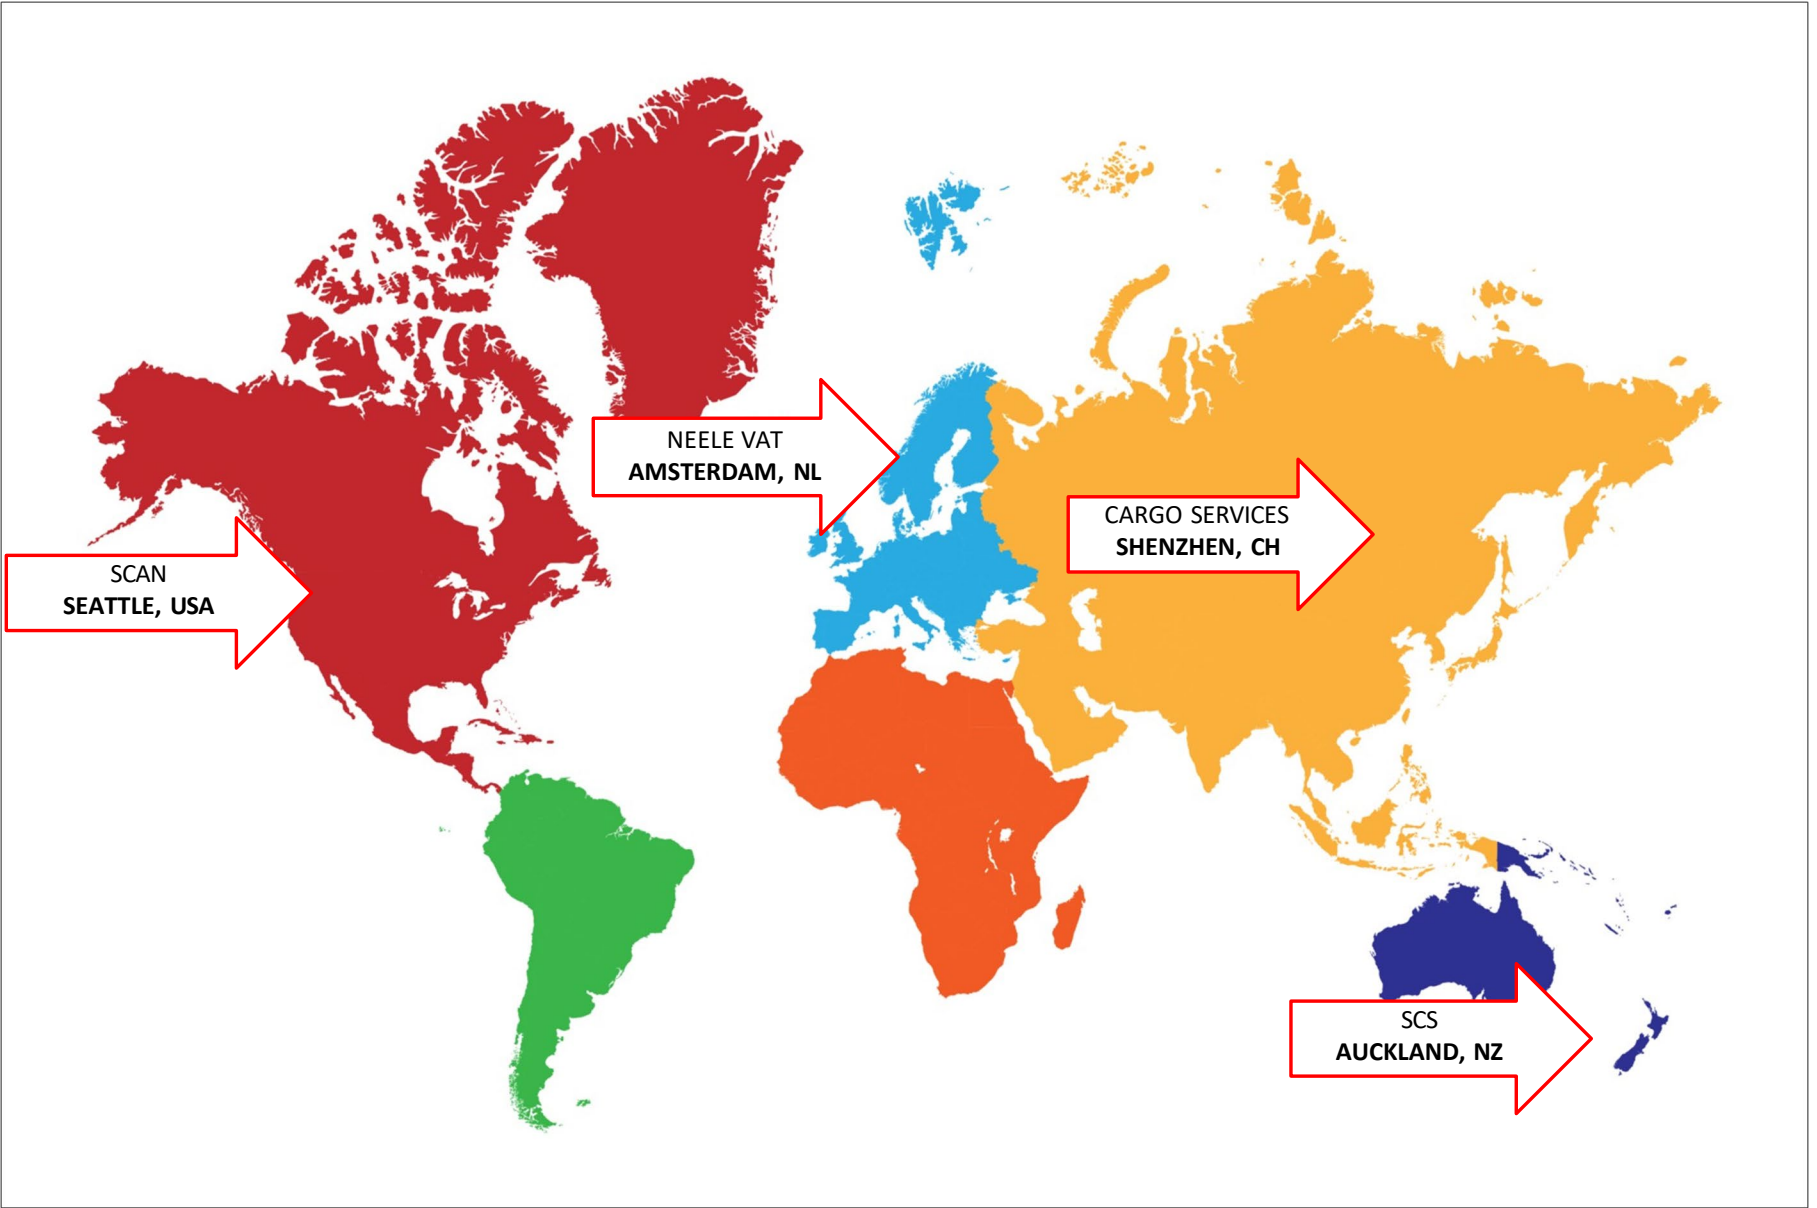 NEELE VAT
AMSTERDAM, NL
CARGO SERVICES
SHENZHEN, CH
SCAN
SEATTLE, USA
SCS
AUCKLAND, NZ